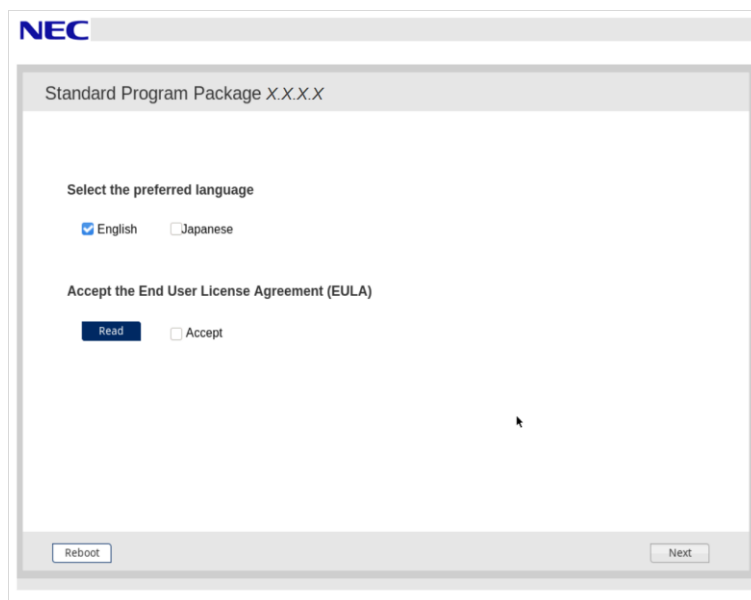 NEC
Standard Program Package X.X.X.X
Select the preferred language
English Japanese
Accept the End User License Agreement (EULA)
Read Accept
Reboot Next